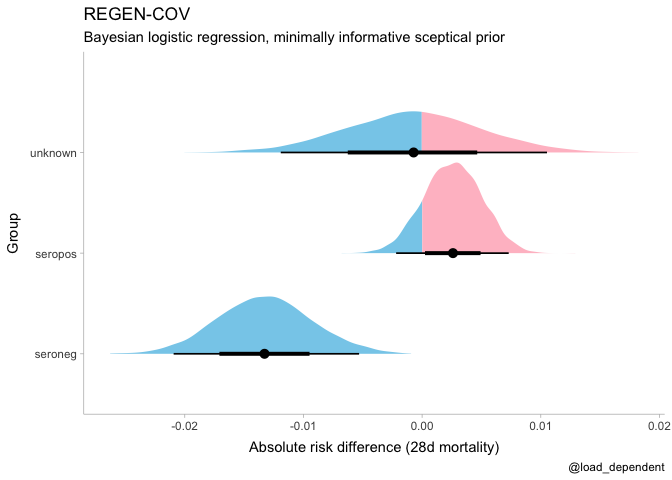 REGEN-COV
Bayesian logistic regression, minimally informative sceptical prior
unknown
seropos
seroneg
Group
-0.02 -0.01 0.00 0.01 0.02
Absolute risk difference (28d mortality)
@load_dependent